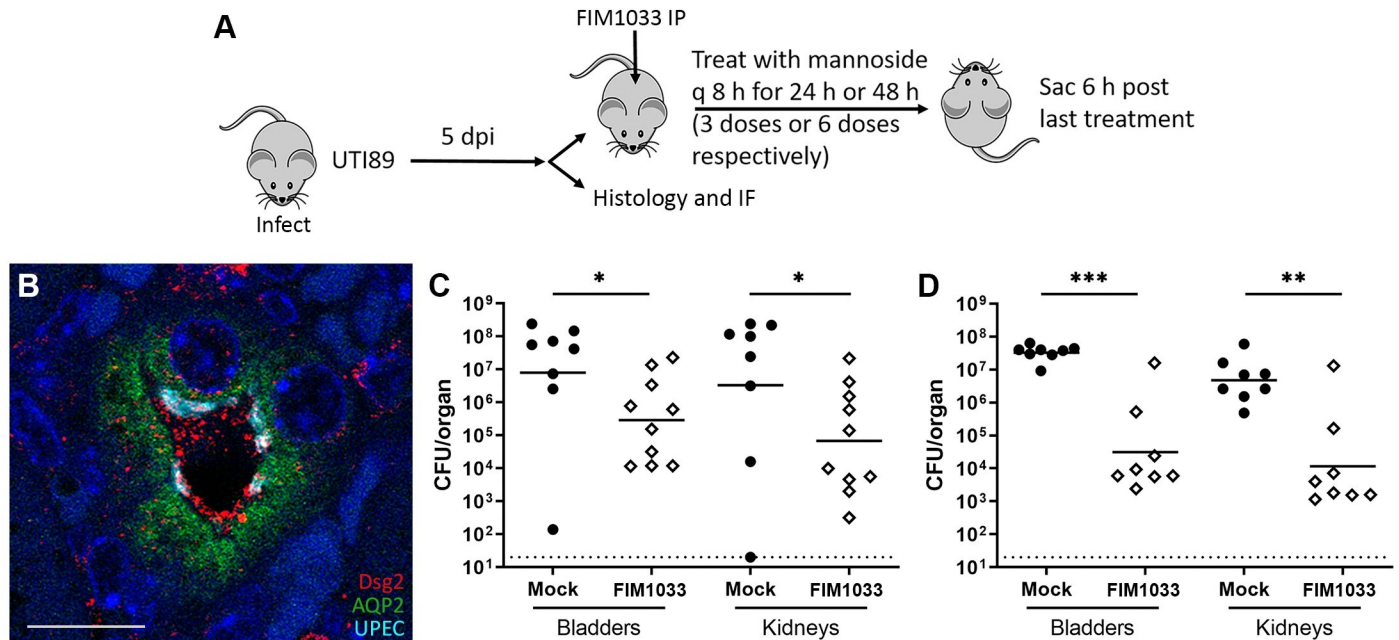 A
FIM1033 IP
UTI89
5 dpi
Infect
Histology and IF
Treat with mannoside
q 8 h for 24 h or 48 h
(3 doses or 6 doses
respectively)
Sac 6 h post
last treatment
B
Dsg2
AQP2
UPEC
C
* *
CFU/organ
10⁹
10⁸
10⁷
10⁶
10⁵
10⁴
10³
10²
10¹
Mock FIM1033 Mock FIM1033
Bladders Kidneys
D
*** **
CFU/organ
10⁹
10⁸
10⁷
10⁶
10⁵
10⁴
10³
10²
10¹
Mock FIM1033 Mock FIM1033
Bladders Kidneys